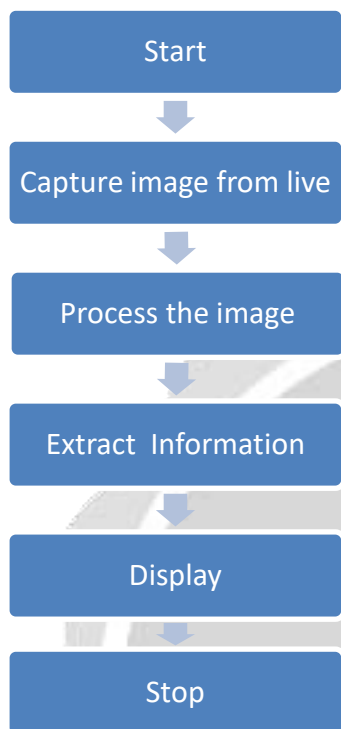 Start
Capture image from live
Process the image
Extract  Information
Display
Stop